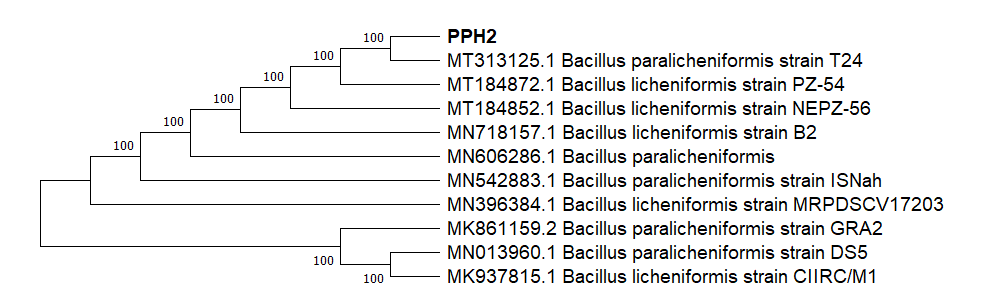 100
PPH2
100
MT313125.1 Bacillus paralicheniformis strain T24
100
MT184872.1 Bacillus licheniformis strain PZ-54
100
MT184852.1 Bacillus licheniformis strain NEPZ-56
100
MN718157.1 Bacillus licheniformis strain B2
100
MN606286.1 Bacillus paralicheniformis
MN542883.1 Bacillus paralicheniformis strain ISNah
MN396384.1 Bacillus licheniformis strain MRPDSCV17203
MK861159.2 Bacillus paralicheniformis strain GRA2
100
MN013960.1 Bacillus paralicheniformis strain DS5
100
MK937815.1 Bacillus licheniformis strain CIIRC/M1